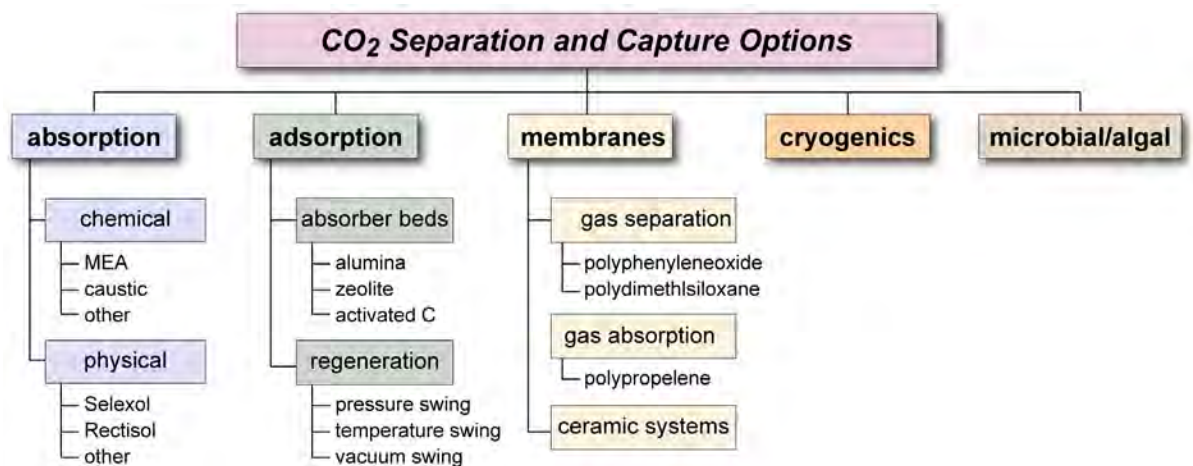 CO2 Separation and Capture Options
absorption
adsorption
membranes
cryogenics
microbial/algal
chemical
MEA
caustic
other
physical
Selexol
Rectisol
other
absorber beds
alumina
zeolite
activated C
regeneration
pressure swing
temperature swing
vacuum swing
gas separation
polyphenyleneoxide
polydimethlsiloxane
gas absorption
polypropelene
ceramic systems